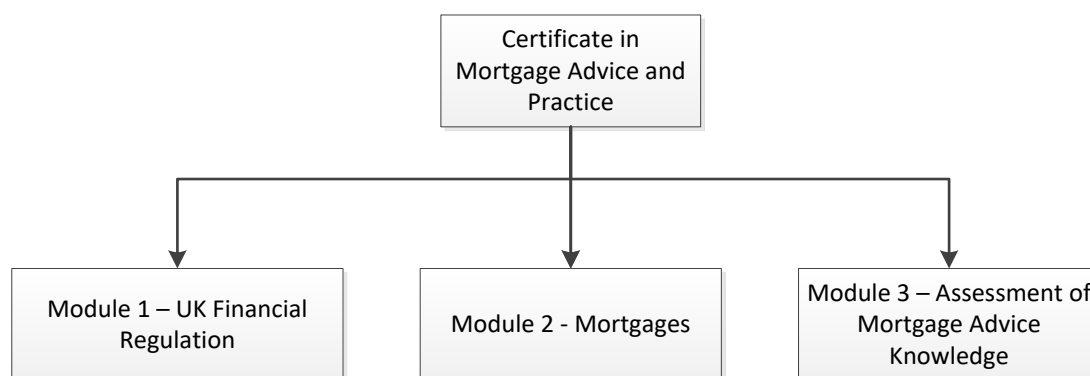 Certificate in
Mortgage Advice and
Practice
Module 1 – UK Financial
Regulation
Module 2 - Mortgages
Module 3 – Assessment of
Mortgage Advice
Knowledge